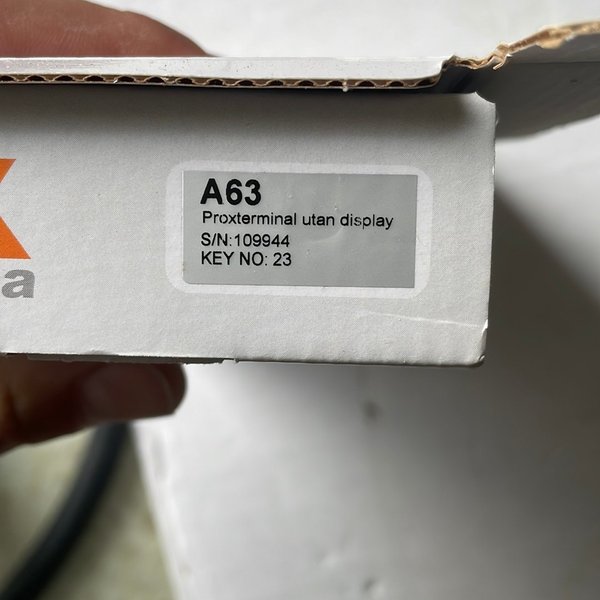 A63
Proxterminal utan display
S/N:109944
KEY NO: 23
a